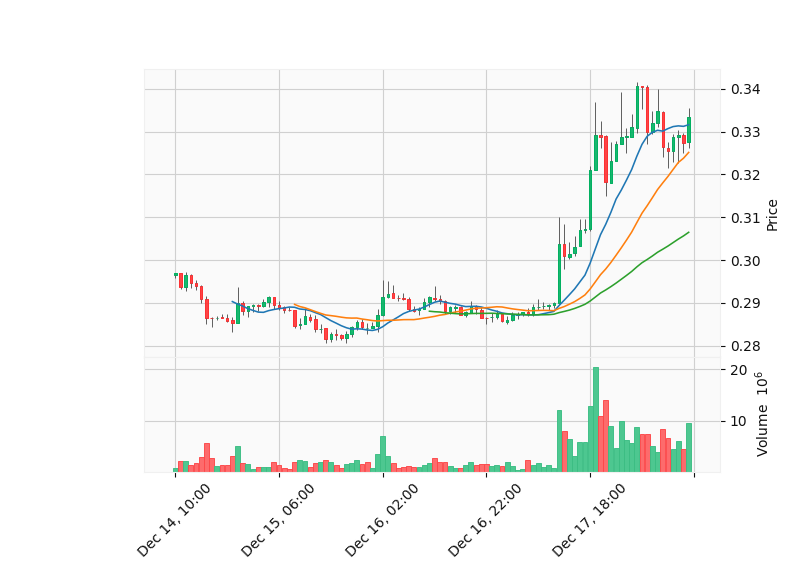 0.34
0.33
0.32
0.31
0.30
0.29
0.28
Price
20
10
Volume 10^6
Dec 14, 10:00
Dec 15, 06:00
Dec 16, 02:00
Dec 16, 22:00
Dec 17, 18:00